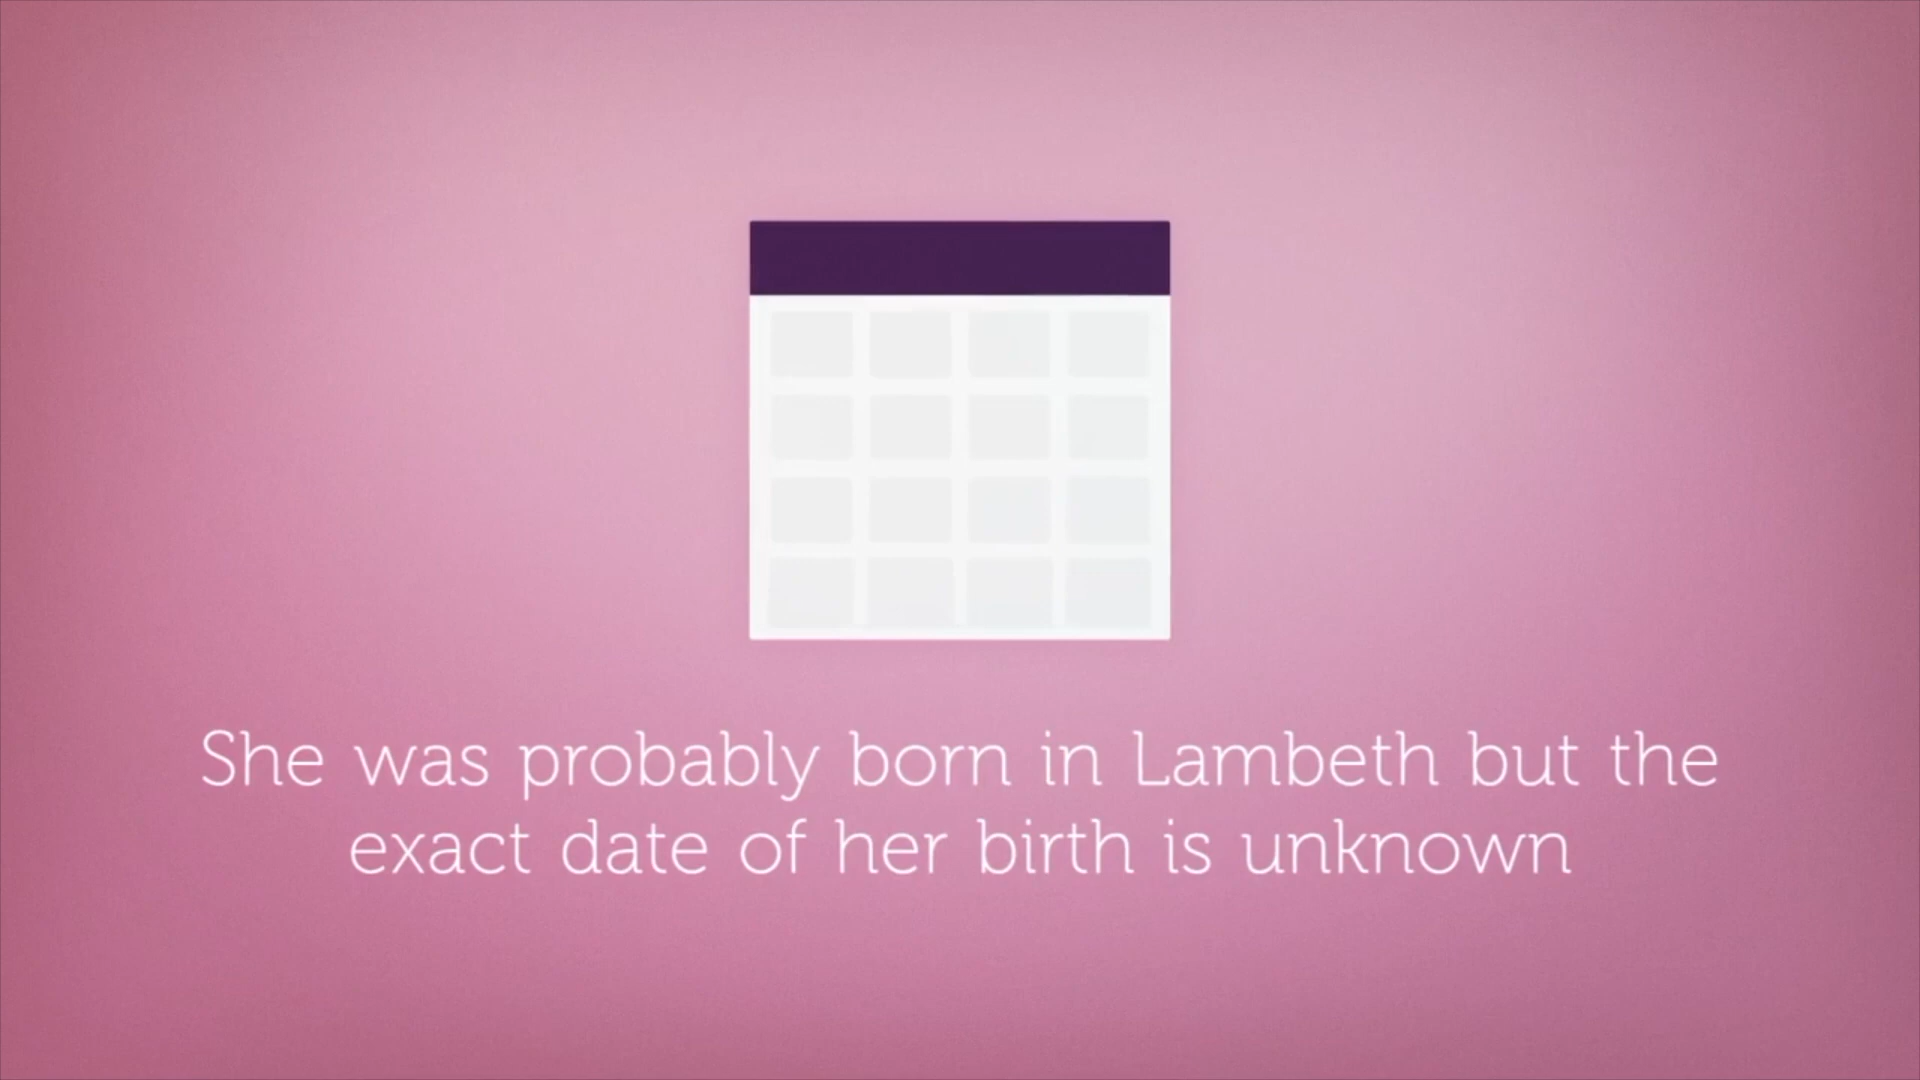 She was probably born in Lambeth but the
exact date of her birth is unknown